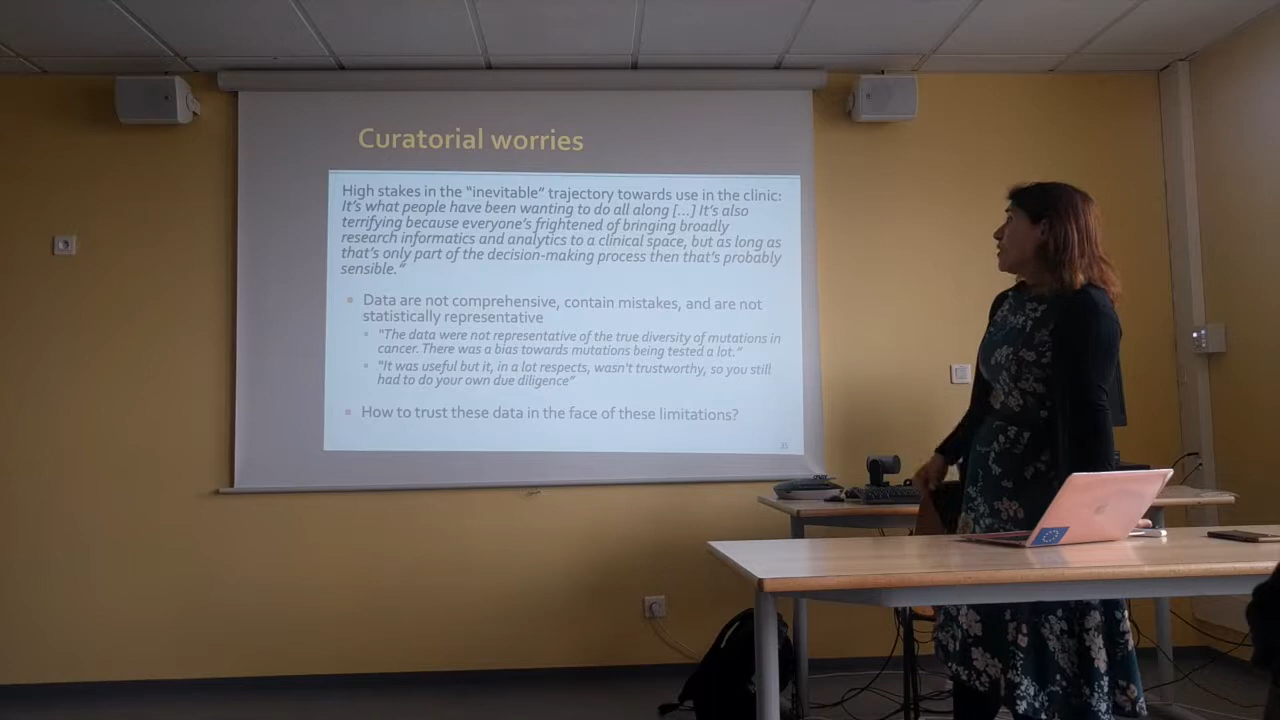 Curatorial worries
High stakes in the “inevitable” trajectory towards use in the clinic:
It’s what people have been wanting to do all along [...] It’s also
terrifying because everyone’s frightened of bringing broadly
research informatics and analytics to a clinical space, but as long as
that’s only part of the decision-making process then that’s probably
sensible.”
Data are not comprehensive, contain mistakes, and are not
statistically representative
“The data were not representative of the true diversity of mutations in
cancer. There was a bias towards mutations being tested a lot.”
“It was useful but it, in a lot respects, wasn’t trustworthy, so you still
had to do your own due diligence”
How to trust these data in the face of these limitations?
35